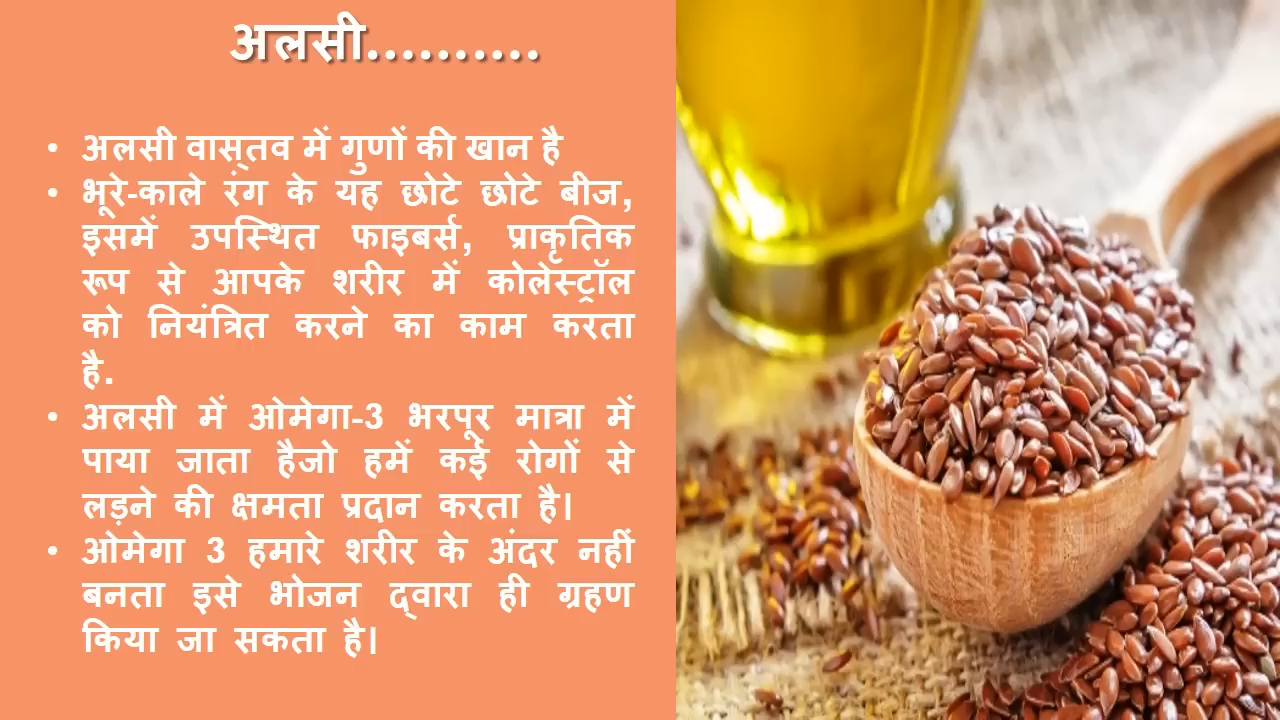 अलसी..........
• अलसी वास्तव में गुणों की खान है
• भूरे-काले रंग के यह छोटे छोटे बीज,
इसमें उपस्थित फाइबर्स, प्राकृतिक
रूप से आपके शरीर में कोलेस्ट्रॉल
को नियंत्रित करने का काम करता
है.
• अलसी में ओमेगा-3 भरपूर मात्रा में
पाया जाता हैजो हमें कई रोगों से
लड़ने की क्षमता प्रदान करता है।
• ओमेगा 3 हमारे शरीर के अंदर नहीं
बनता इसे भोजन द्वारा ही ग्रहण
किया जा सकता है।